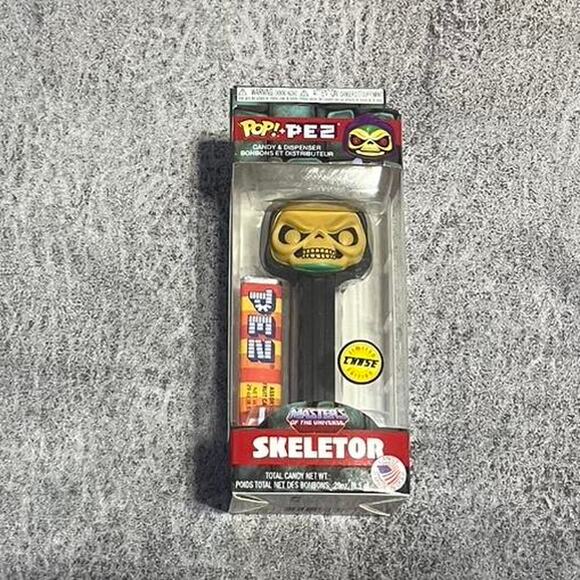 WARNING
POP!+PEZ
CANDY & DISPENSER
BONBONS ET DISTRIBUTEUR
PEZ
LIMITED
CHASE
EDITION
MASTERS
OF THE UNIVERSE
SKELETOR
TOTAL CANDY NET WT.
POIDS TOTAL NET DES BONBONS